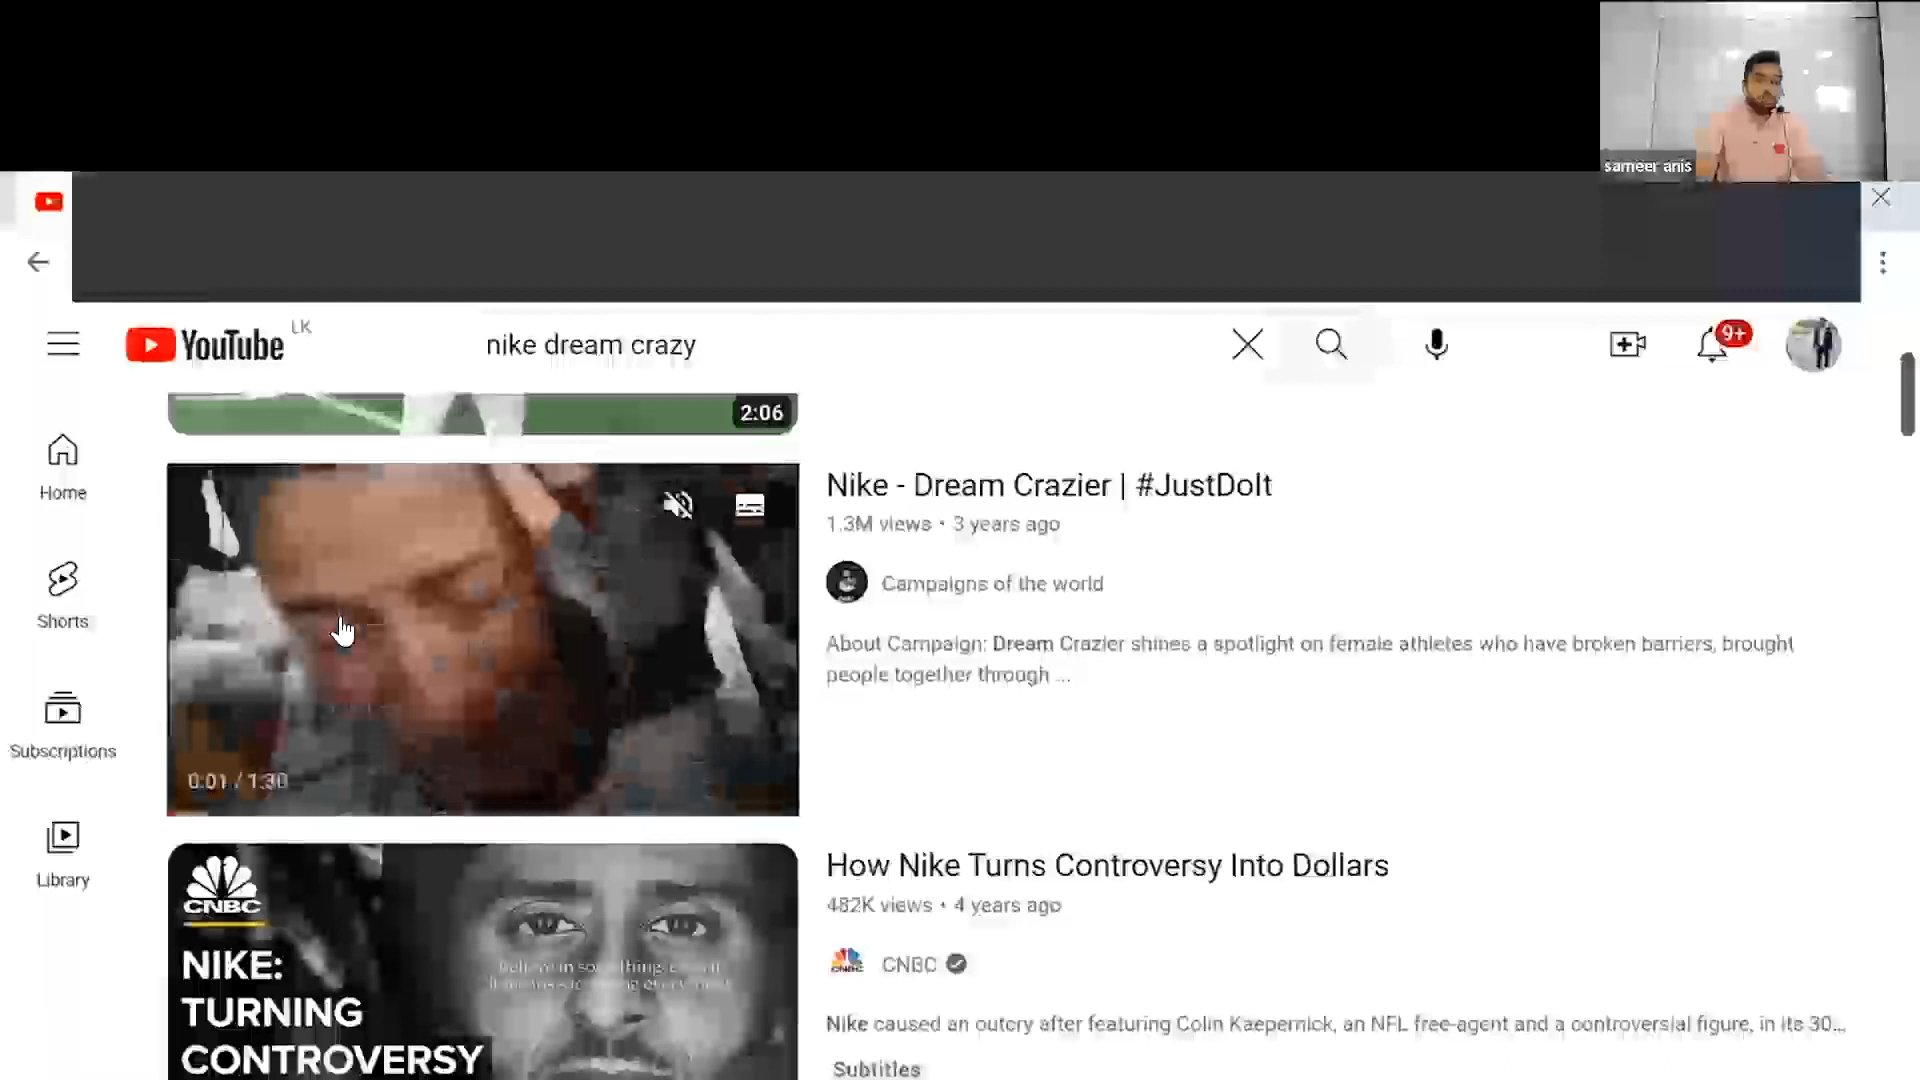 sameer anis
YouTube LK
nike dream crazy
9+
2:06
Home
Nike - Dream Crazier | #JustDoIt
1.3M views • 3 years ago
Campaigns of the world
Shorts
About Campaign: Dream Crazier shines a spotlight on female athletes who have broken barriers, brought
people together through ...
Subscriptions
0:01 / 1:30
Library
How Nike Turns Controversy Into Dollars
482K views • 4 years ago
CNBC
CNBC
NIKE:
TURNING
CONTROVERSY
Nike caused an outcry after featuring Colin Kaepernick, an NFL free-agent and a controversial figure, in its 30...
Subtitles